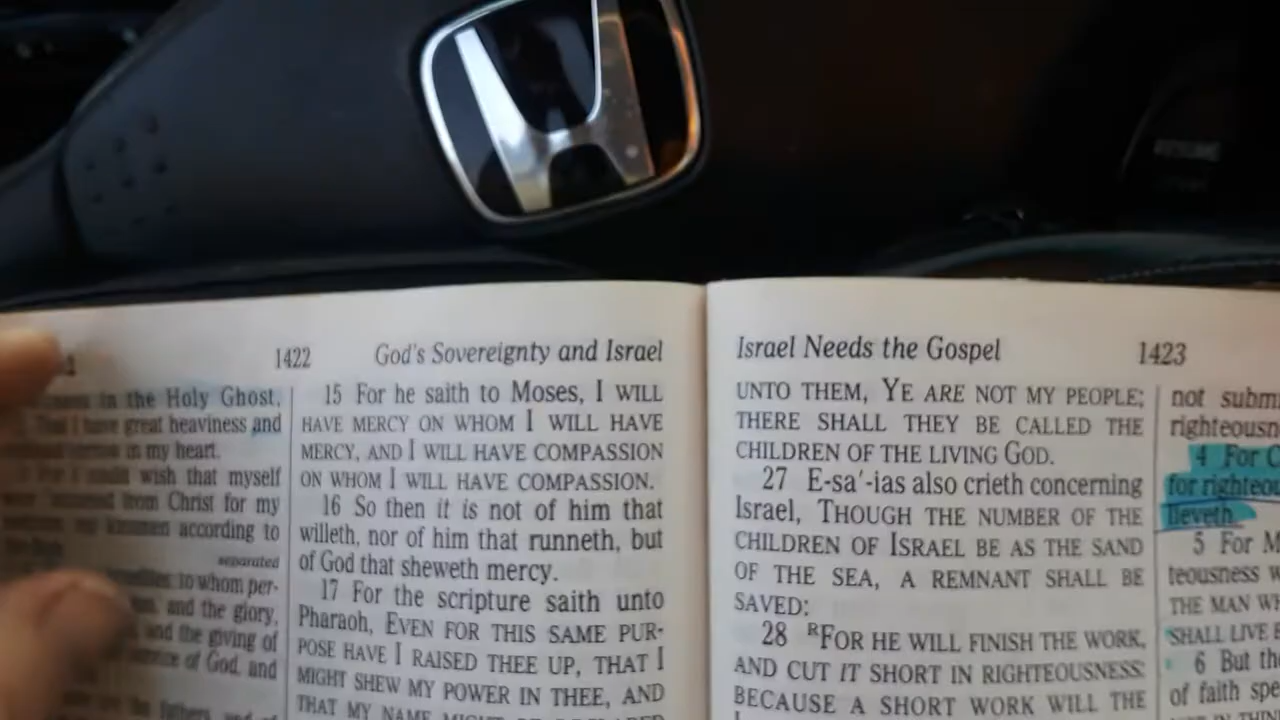 1422
God's Sovereignty and Israel
in the Holy Ghost,
I have great heaviness and
in my heart.
wish that myself
from Christ for my
my kinsmen according to
separated
to whom per-
and the glory,
and the giving of
of God, and
15 For he saith to Moses, I WILL
HAVE MERCY ON WHOM I WILL HAVE
MERCY, AND I WILL HAVE COMPASSION
ON WHOM I WILL HAVE COMPASSION.
16 So then it is not of him that
willeth, nor of him that runneth, but
of God that sheweth mercy.
17 For the scripture saith unto
Pharaoh, EVEN FOR THIS SAME PUR-
POSE HAVE I RAISED THEE UP, THAT I
MIGHT SHEW MY POWER IN THEE, AND
THAT MY NAME MIGHT
Israel Needs the Gospel
1423
UNTO THEM, YE ARE NOT MY PEOPLE;
THERE SHALL THEY BE CALLED THE
CHILDREN OF THE LIVING GOD.
27 E-sa′-ias also crieth concerning
Israel, THOUGH THE NUMBER OF THE
CHILDREN OF ISRAEL BE AS THE SAND
OF THE SEA, A REMNANT SHALL BE
SAVED:
28 RFOR HE WILL FINISH THE WORK,
AND CUT IT SHORT IN RIGHTEOUSNESS:
BECAUSE A SHORT WORK WILL THE
not subm
righteousn
4 For C
for righteou
lieveth.
5 For M
teousness w
THE MAN WH
SHALL LIVE
6 But the
of faith spe